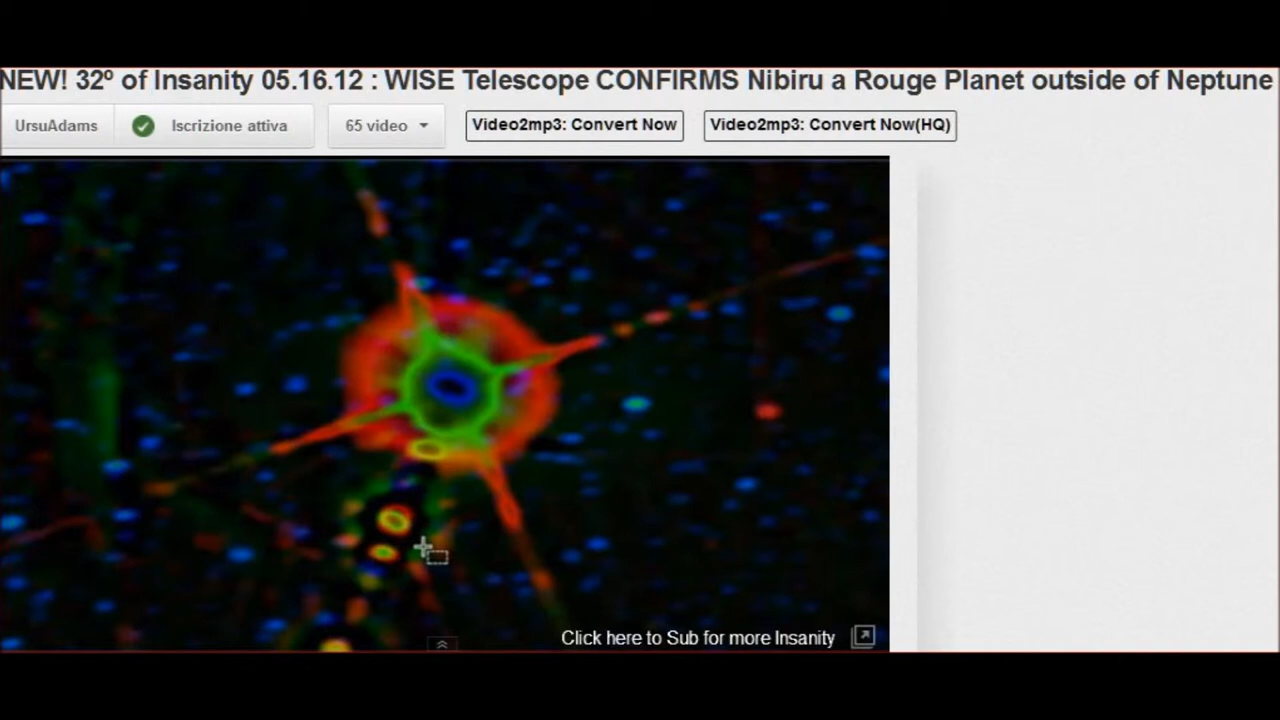 NEW! 32º of Insanity 05.16.12 : WISE Telescope CONFIRMS Nibiru a Rouge Planet outside of Neptune
UrsuAdams Iscrizione attiva 65 video Video2mp3: Convert Now Video2mp3: Convert Now(HQ)
Click here to Sub for more Insanity